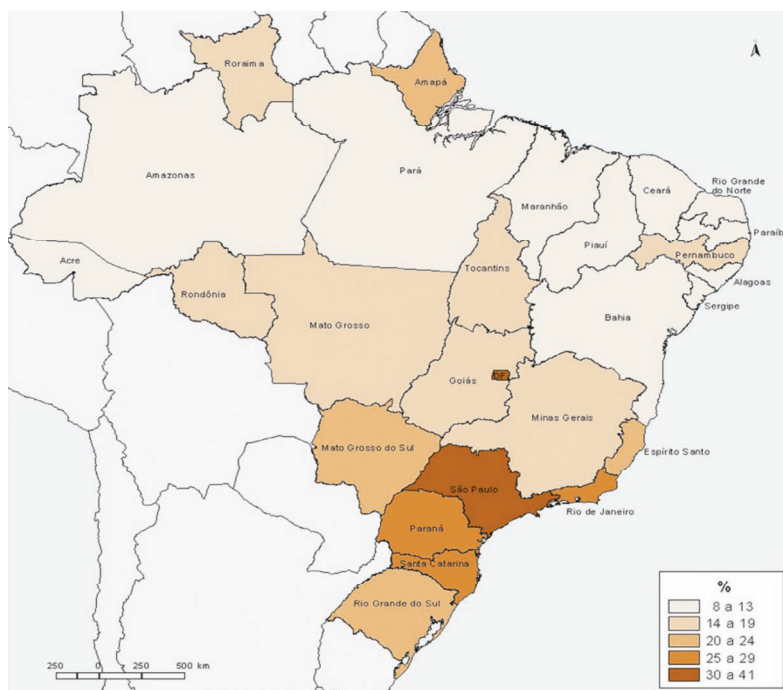 Roraima
Amapá
Amazonas
Pará
Maranhão
Ceará
Rio Grande
do Norte
Paraíb
Piauí
Pernambuco
Acre
Alagoas
Sergipe
Rondônia
Tocantins
Mato Grosso
Bahia
Goiás
DF
Minas Gerais
Mato Grosso do Sul
Espírito Santo
São Paulo
Rio de Janeiro
Paraná
Santa Catarina
Rio Grande do Sul
%
8 a 13
14 a 19
20 a 24
25 a 29
30 a 41
250 0 250 500 km